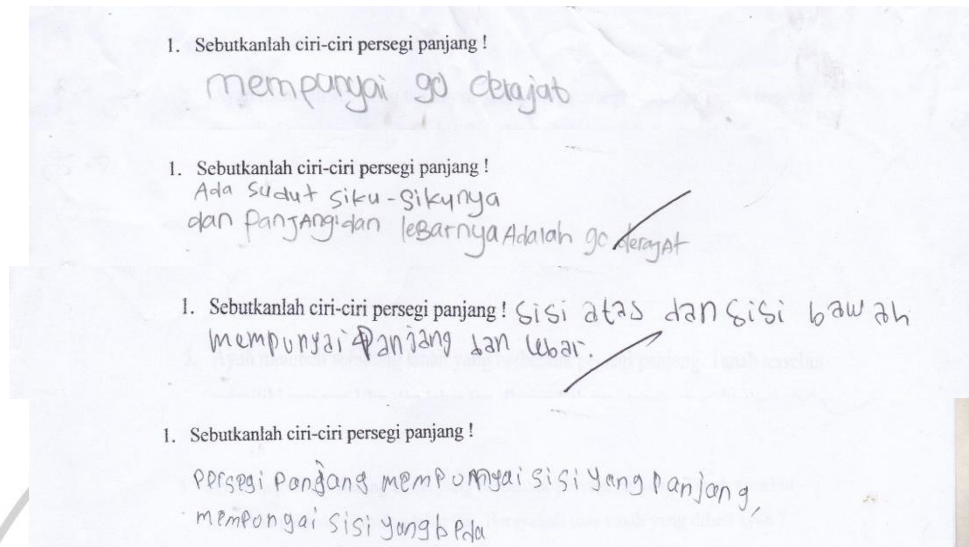 1. Sebutkanlah ciri-ciri persegi panjang !
mempunyai 90 derajat
1. Sebutkanlah ciri-ciri persegi panjang !
Ada sudut siku-sikunya
dan panjang dan lebarnya Adalah 90 derajat
1. Sebutkanlah ciri-ciri persegi panjang ! Sisi atas dan sisi bawah
mempunyai panjang dan lebar.
1. Sebutkanlah ciri-ciri persegi panjang !
Persegi panjang mempunyai sisi yang panjang,
mempongai sisi yang beda